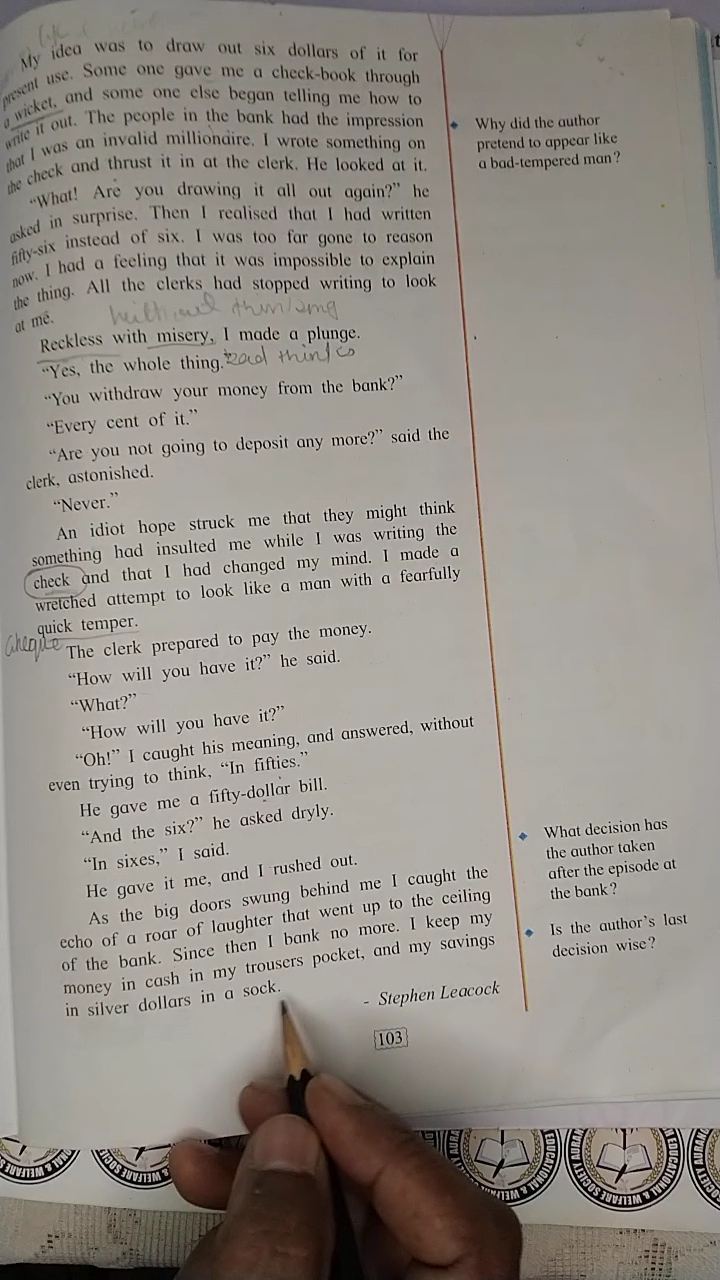 My idea was to draw out six dollars of it for
present use. Some one gave me a check-book through
a wicket, and some one else began telling me how to
write it out. The people in the bank had the impression
that I was an invalid millionaire. I wrote something on
the check and thrust it in at the clerk. He looked at it.
“What! Are you drawing it all out again?” he
asked in surprise. Then I realised that I had written
fifty-six instead of six. I was too far gone to reason
now. I had a feeling that it was impossible to explain
the thing. All the clerks had stopped writing to look
at me.
Reckless with misery, I made a plunge.
“Yes, the whole thing.”
“You withdraw your money from the bank?”
“Every cent of it.”
“Are you not going to deposit any more?” said the
clerk, astonished.
“Never.”
An idiot hope struck me that they might think
something had insulted me while I was writing the
check and that I had changed my mind. I made a
wretched attempt to look like a man with a fearfully
quick temper.
cheque
The clerk prepared to pay the money.
“How will you have it?” he said.
“What?”
“How will you have it?”
“Oh!” I caught his meaning, and answered, without
even trying to think, “In fifties.”
He gave me a fifty-dollar bill.
“And the six?” he asked dryly.
“In sixes,” I said.
He gave it me, and I rushed out.
As the big doors swung behind me I caught the
echo of a roar of laughter that went up to the ceiling
of the bank. Since then I bank no more. I keep my
money in cash in my trousers pocket, and my savings
in silver dollars in a sock.
- Stephen Leacock
103
Why did the author
pretend to appear like
a bad-tempered man?
What decision has
the author taken
after the episode at
the bank?
Is the author’s last
decision wise?